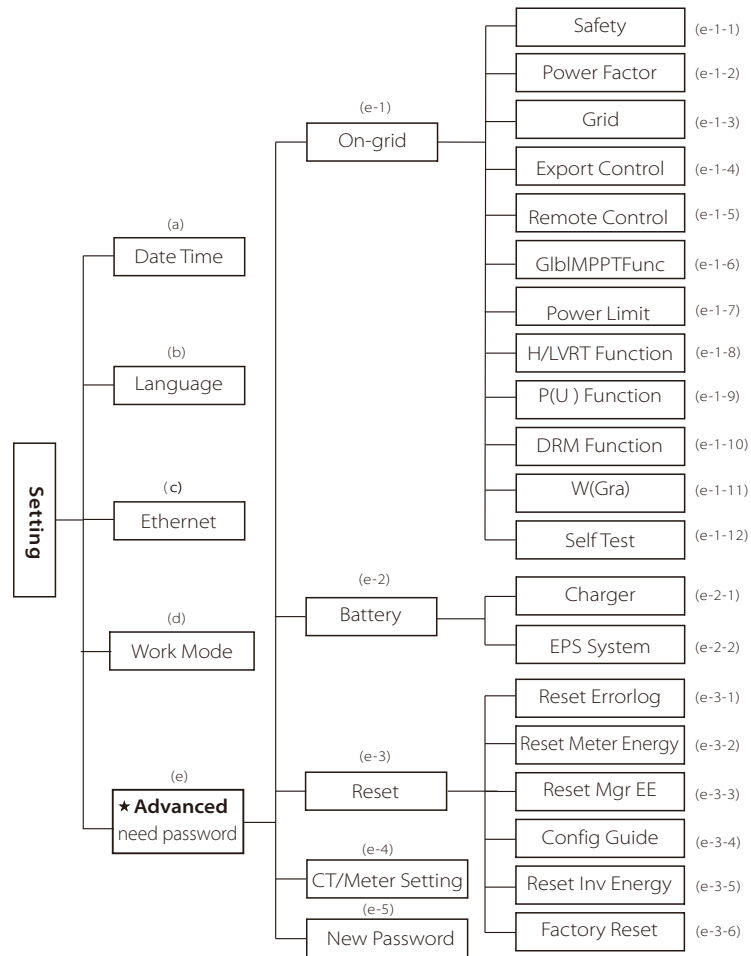 Setting
(a)
Date Time
(b)
Language
(c)
Ethernet
(d)
Work Mode
(e)
★ Advanced
need password
(e-1)
On-grid
Safety (e-1-1)
Power Factor (e-1-2)
Grid (e-1-3)
Export Control (e-1-4)
Remote Control (e-1-5)
GlblMPPTFunc (e-1-6)
Power Limit (e-1-7)
H/LVRT Function (e-1-8)
P(U ) Function (e-1-9)
DRM Function (e-1-10)
W(Gra) (e-1-11)
Self Test (e-1-12)
(e-2)
Battery
Charger (e-2-1)
EPS System (e-2-2)
(e-3)
Reset
Reset Errorlog (e-3-1)
Reset Meter Energy (e-3-2)
Reset Mgr EE (e-3-3)
Config Guide (e-3-4)
Reset Inv Energy (e-3-5)
Factory Reset (e-3-6)
(e-4)
CT/Meter Setting
(e-5)
New Password